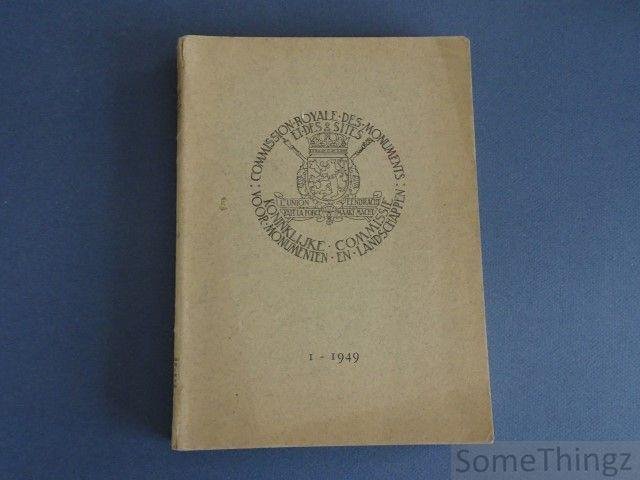 COMMISSION·ROYALE·DES·MONUMENTS
ET·DES·SITES
L'UNION EENDRACHT
FAIT LA FORCE MAAKT MACHT
KONINKLIJKE·COMMISSIE
VOOR·MONUMENTEN·EN·LANDSCHAPPEN
I - 1949
SomeThingz